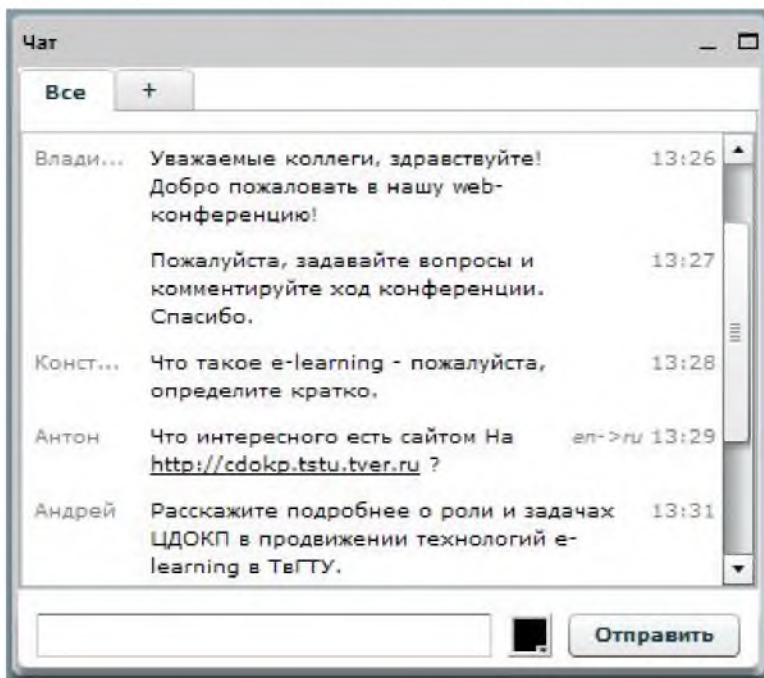 Чат
Все +
Влади... Уважаемые коллеги, здравствуйте! 13:26
Добро пожаловать в нашу web-
конференцию!
Пожалуйста, задавайте вопросы и 13:27
комментируйте ход конференции.
Спасибо.
Конст... Что такое e-learning - пожалуйста, 13:28
определите кратко.
Антон Что интересного есть сайтом На en->ru 13:29
http://cdokp.tstu.tver.ru ?
Андрей Расскажите подробнее о роли и задачах 13:31
ЦДОКП в продвижении технологий e-
learning в ТвГТУ.
Отправить